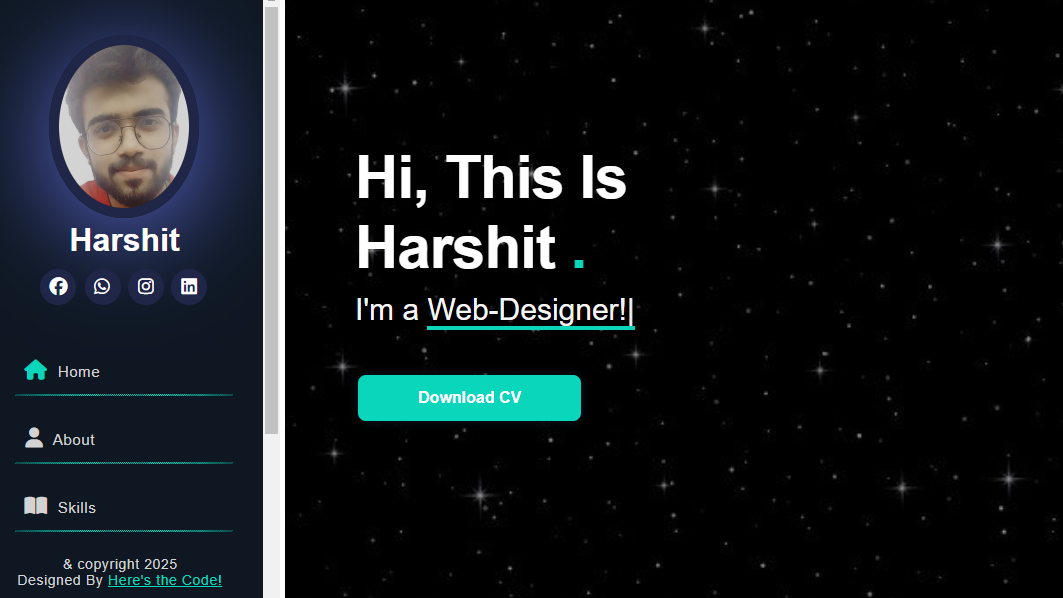 Harshit
Home
About
Skills
& copyright 2025
Designed By Here's the Code!
Hi, This Is
Harshit .
I'm a Web-Designer!|
Download CV